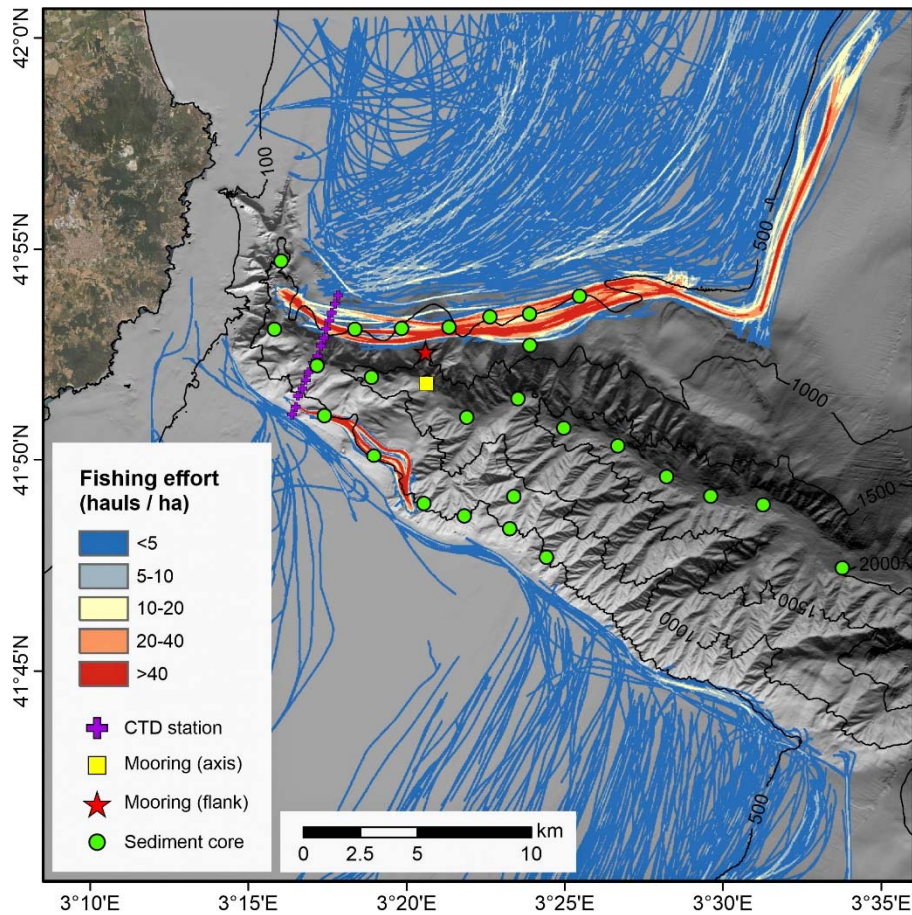 42°0'N
41°55'N
41°50'N
41°45'N
100
500
1000
1500
2000
1500
1000
500
Fishing effort
(hauls / ha)
<5
5-10
10-20
20-40
>40
CTD station
Mooring (axis)
Mooring (flank)
Sediment core
km
0 2.5 5 10
3°10'E 3°15'E 3°20'E 3°25'E 3°30'E 3°35'E